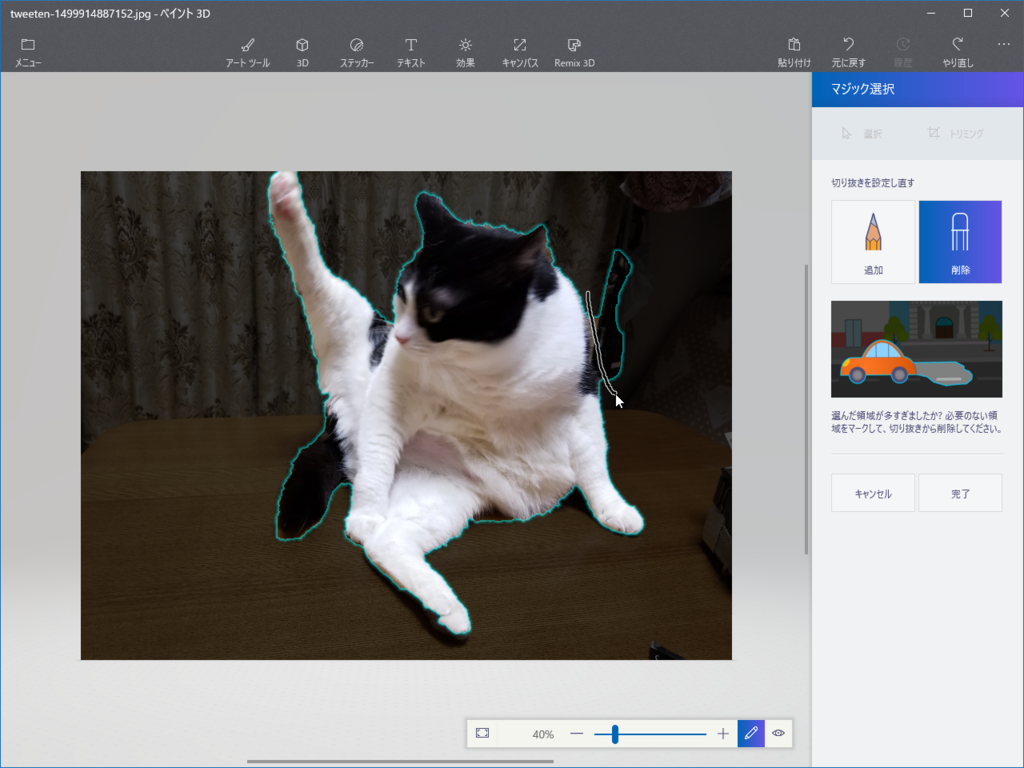 tweeten-1499914887152.jpg - ペイント 3D
メニュー
アート ツール
3D
ステッカー
テキスト
効果
キャンバス
Remix 3D
貼り付け
元に戻す
履歴
やり直し
マジック選択
選択
トリミング
切り抜きを設定し直す
追加
削除
選んだ領域が多すぎましたか? 必要のない領
域をマークして、切り抜きから削除してください。
キャンセル
完了
40%